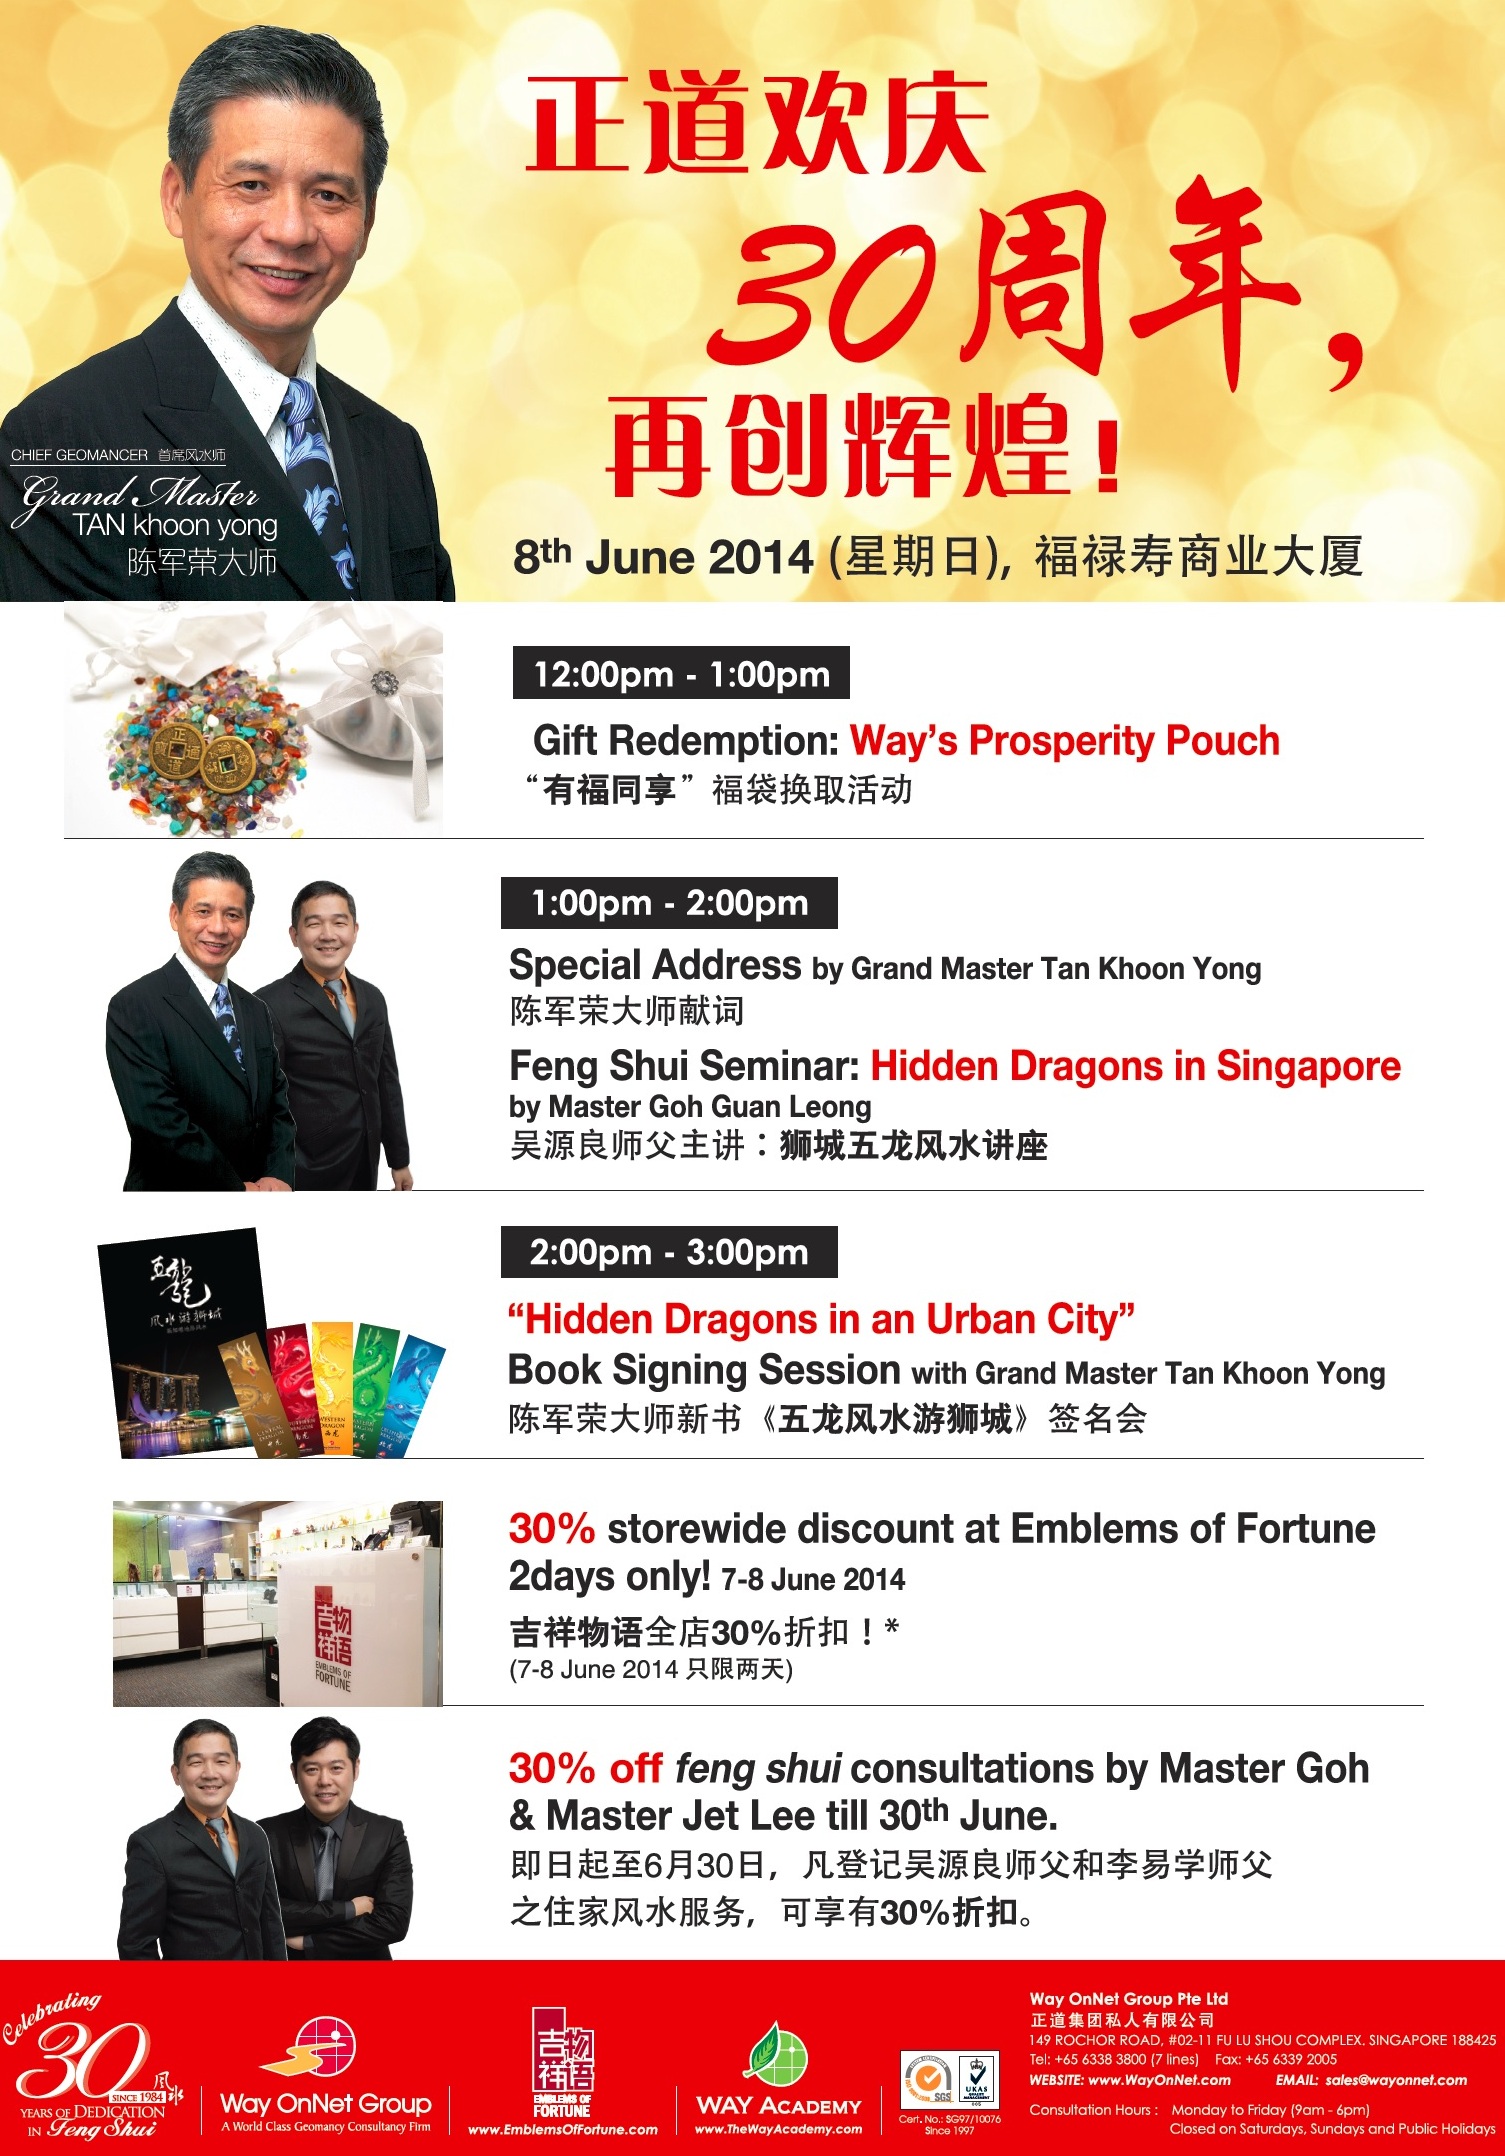 正道欢庆
30周年，
再创辉煌！
CHIEF GEOMANCER 首席风水师
Grand Master
TAN khoon yong
陈军荣大师
8th June 2014 (星期日), 福禄寿商业大厦
12:00pm - 1:00pm
Gift Redemption: Way's Prosperity Pouch
“有福同享”福袋换取活动
1:00pm - 2:00pm
Special Address by Grand Master Tan Khoon Yong
陈军荣大师献词
Feng Shui Seminar: Hidden Dragons in Singapore
by Master Goh Guan Leong
吴源良师父主讲：狮城五龙风水讲座
2:00pm - 3:00pm
“Hidden Dragons in an Urban City”
Book Signing Session with Grand Master Tan Khoon Yong
陈军荣大师新书《五龙风水游狮城》签名会
30% storewide discount at Emblems of Fortune
2days only! 7-8 June 2014
吉祥物语全店30%折扣！*
(7-8 June 2014 只限两天)
吉祥物语
EMBLEMS OF
FORTUNE
30% off feng shui consultations by Master Goh
& Master Jet Lee till 30th June.
即日起至6月30日，凡登记吴源良师父和李易学师父
之住家风水服务，可享有30%折扣。
Celebrating
30
风水
SINCE 1984
YEARS OF DEDICATION
IN Feng Shui
Way OnNet Group
A World Class Geomancy Consultancy Firm
吉祥物语
EMBLEMS OF
FORTUNE
www.EmblemsOfFortune.com
WAY ACADEMY
www.TheWayAcademy.com
SGS
UKAS
Cert. No.: SG97/10076
Since 1997
Way OnNet Group Pte Ltd
正道集团私人有限公司
149 ROCHOR ROAD, #02-11 FU LU SHOU COMPLEX. SINGAPORE 188425
Tel: +65 6338 3800 (7 lines) Fax: +65 6339 2005
WEBSITE: www.WayOnNet.com EMAIL: sales@wayonnet.com
Consultation Hours : Monday to Friday (9am - 6pm)
Closed on Saturdays, Sundays and Public Holidays